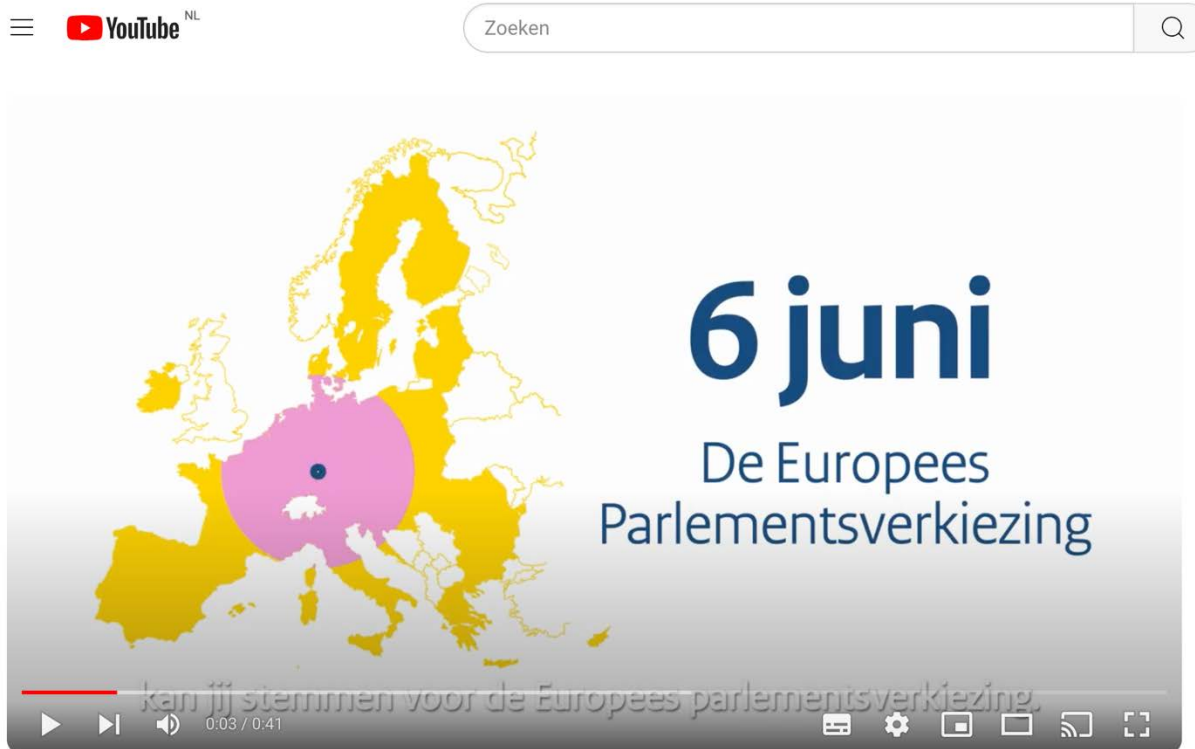 YouTube NL
Zoeken
6 juni
De Europees
Parlementsverkiezing
kan jij stemmen voor de Europees parlementsverkiezing.
0:03 / 0:41